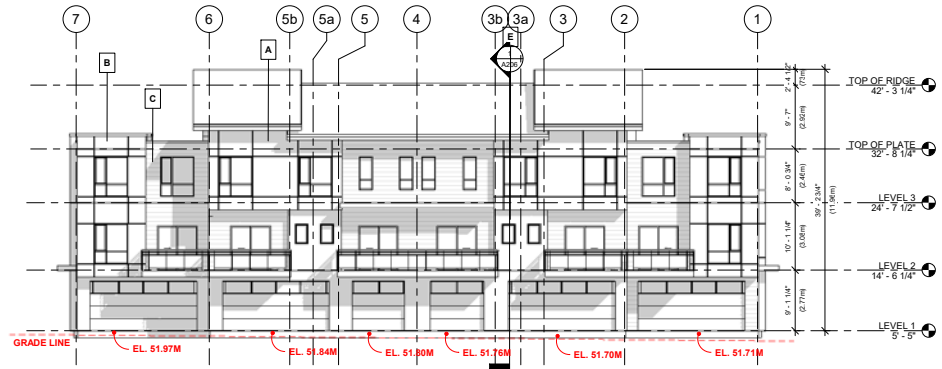 7
6
5b
5a
5
4
3b
3a
3
2
1
B
C
A
E
1
A206
TOP OF RIDGE
42' - 3 1/4"
TOP OF PLATE
32' - 8 1/4"
LEVEL 3
24' - 7 1/2"
LEVEL 2
14' - 6 1/4"
LEVEL 1
5' - 5"
2' - 4 1/2"
(73m)
9' - 7"
(2.92m)
8' - 0 3/4"
(2.46m)
10' - 1 1/4"
(3.08m)
9' - 1 1/4"
(2.77m)
39' - 2 3/4"
(11.96m)
GRADE LINE
EL. 51.97M
EL. 51.84M
EL. 51.80M
EL. 51.76M
EL. 51.70M
EL. 51.71M